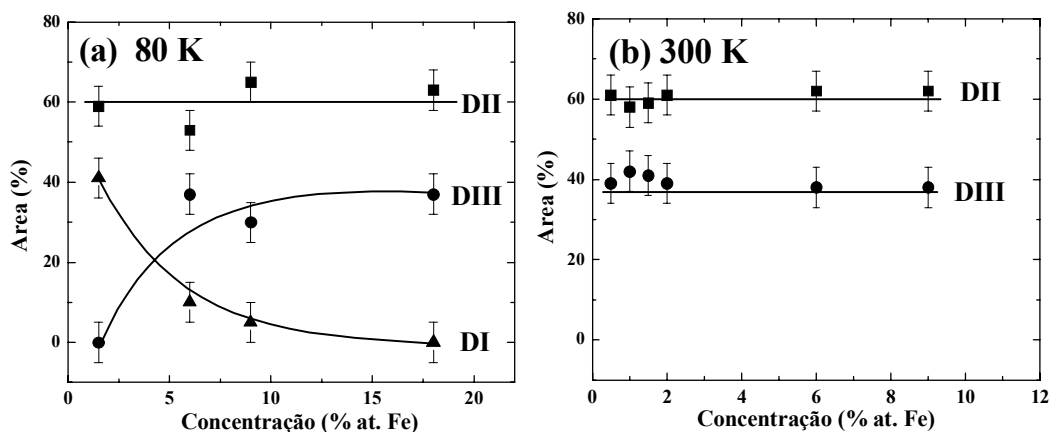 (a) 80 K
Area (%)
80
60
40
20
0
DII
DIII
DI
0
5
10
15
20
Concentração (% at. Fe)
(b) 300 K
Area (%)
80
60
40
20
0
DII
DIII
0
2
4
6
8
10
12
Concentração (% at. Fe)